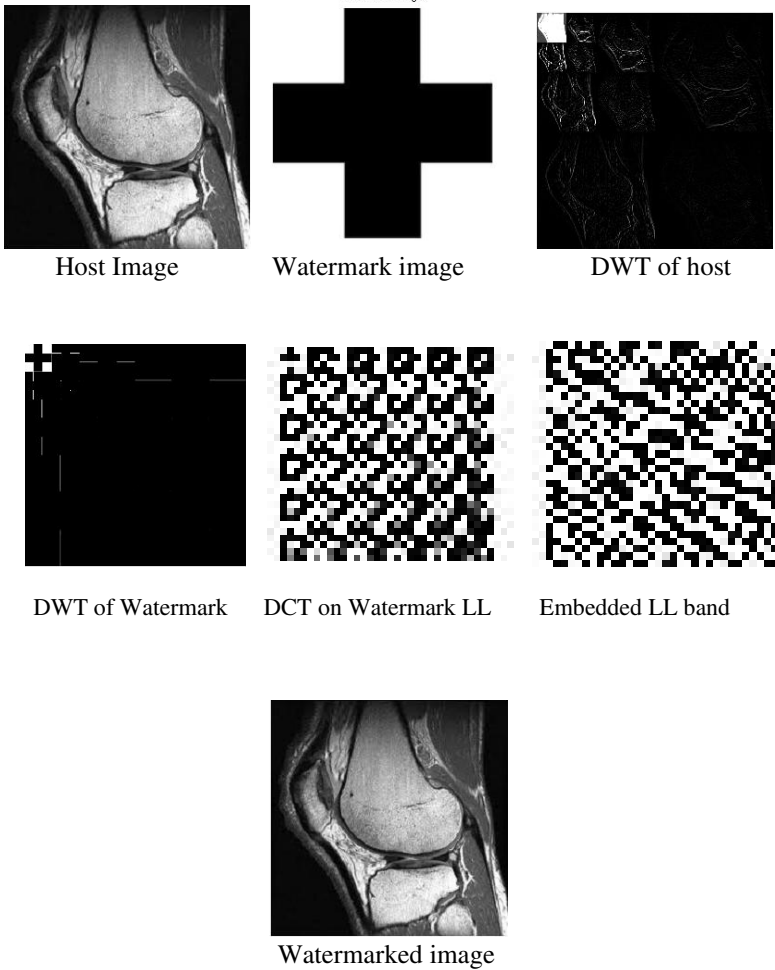 Host Image
Watermark image
DWT of host
DWT of Watermark
DCT on Watermark LL
Embedded LL band
Watermarked image